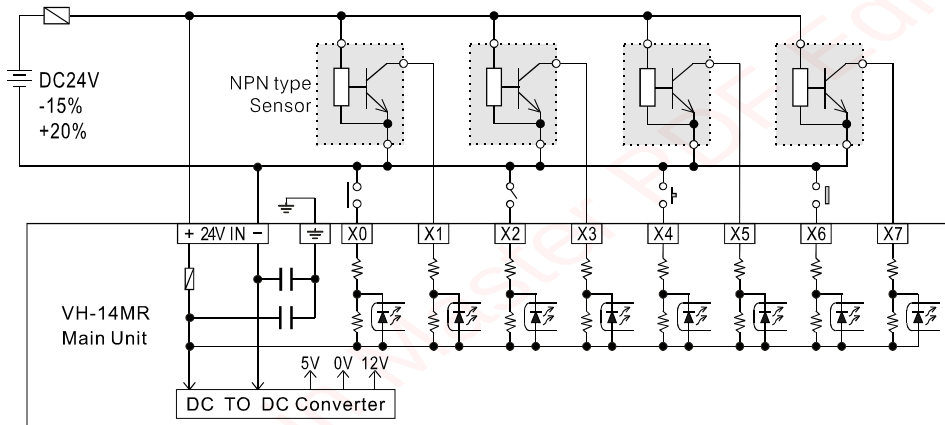 DC24V
-15%
+20%
NPN type
Sensor
+ 24V IN −
X0
X1
X2
X3
X4
X5
X6
X7
VH-14MR
Main Unit
5V 0V 12V
DC TO DC Converter